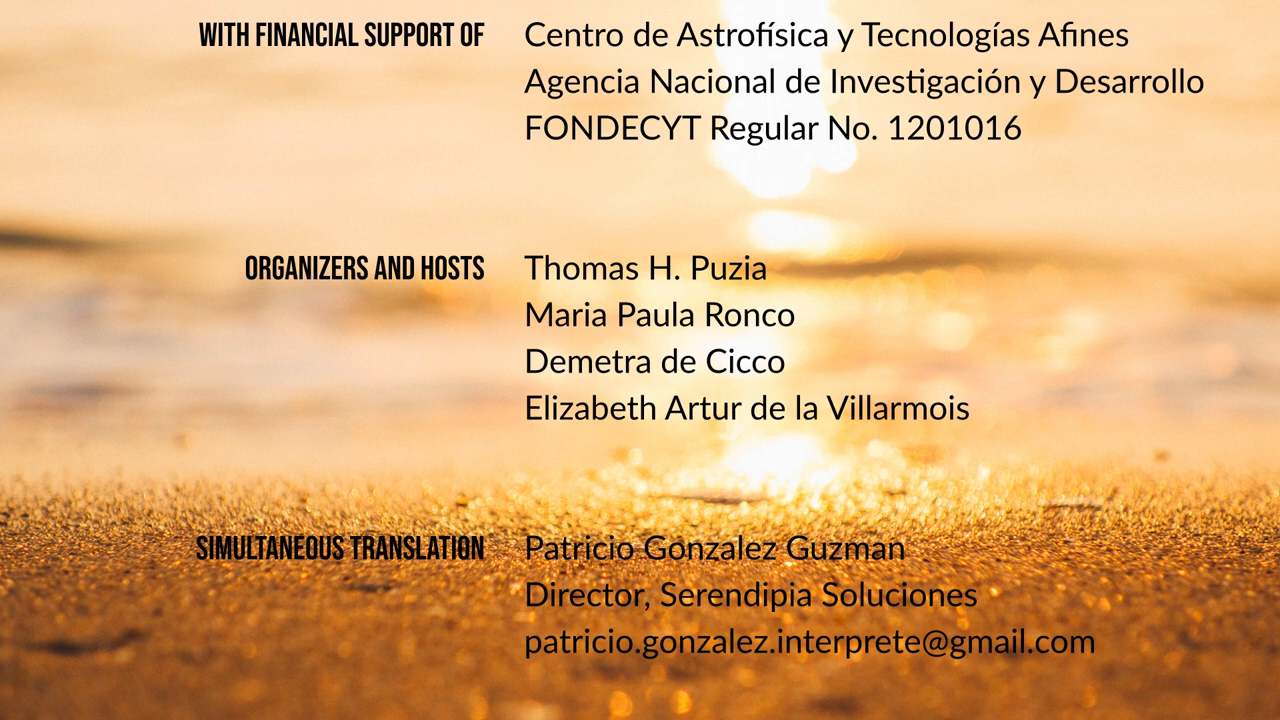 WITH FINANCIAL SUPPORT OF Centro de Astrofísica y Tecnologías Afines
Agencia Nacional de Investigación y Desarrollo
FONDECYT Regular No. 1201016
ORGANIZERS AND HOSTS Thomas H. Puzia
Maria Paula Ronco
Demetra de Cicco
Elizabeth Artur de la Villarmois
SIMULTANEOUS TRANSLATION Patricio Gonzalez Guzman
Director, Serendipia Soluciones
patricio.gonzalez.interprete@gmail.com